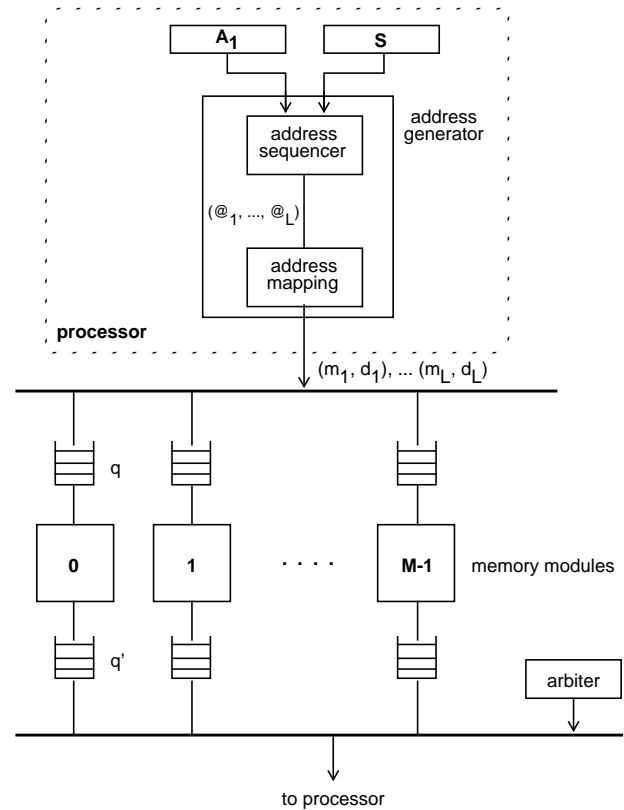 A1 S
address generator
address sequencer
(@1, ..., @L)
address mapping
processor
(m1, d1), ... (mL, dL)
q
0 1 . . . . M-1 memory modules
q'
arbiter
to processor